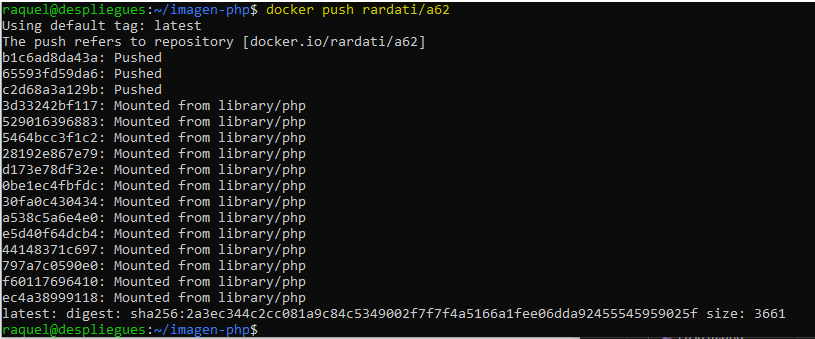 raquel@despliegues:~/imagen-php$ docker push rardati/a62
Using default tag: latest
The push refers to repository [docker.io/rardati/a62]
b1c6ad8da43a: Pushed
65593fd59da6: Pushed
c2d68a3a129b: Pushed
3d33242bf117: Mounted from library/php
529016396883: Mounted from library/php
5464bcc3f1c2: Mounted from library/php
28192e867e79: Mounted from library/php
d173e78df32e: Mounted from library/php
0be1ec4fbfdc: Mounted from library/php
30fa0c430434: Mounted from library/php
a538c5a6e4e0: Mounted from library/php
e5d40f64dcb4: Mounted from library/php
44148371c697: Mounted from library/php
797a7c0590e0: Mounted from library/php
f60117696410: Mounted from library/php
ec4a38999118: Mounted from library/php
latest: digest: sha256:2a3ec344c2cc081a9c84c5349002f7f7f4a5166a1fee06dda92455545959025f size: 3661
raquel@despliegues:~/imagen-php$